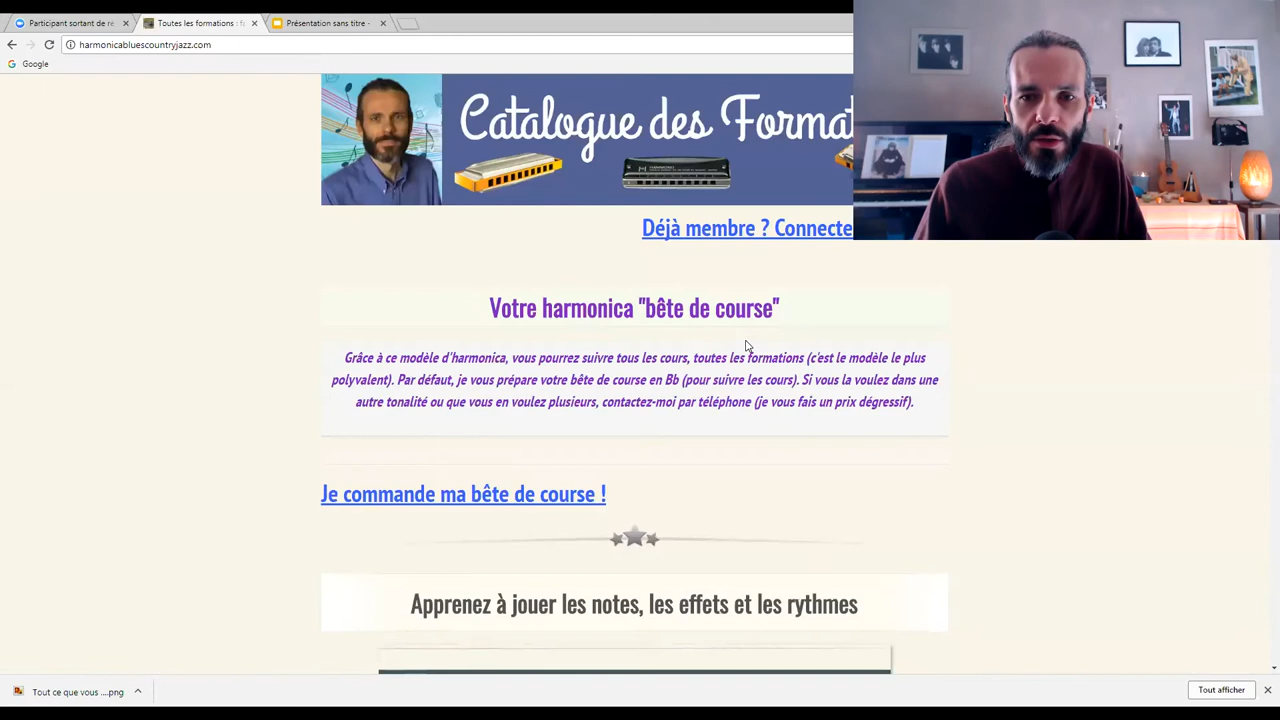 Participant sortant de ré
Toutes les formations : fa
Présentation sans titre -
harmonicabluescountryjazz.com
Google
Catalogue des Format
HAMMOND
Déjà membre ? Connecte
Votre harmonica "bête de course"
Grâce à ce modèle d'harmonica, vous pourrez suivre tous les cours, toutes les formations (c'est le modèle le plus
polyvalent). Par défaut, je vous prépare votre bête de course en Bb (pour suivre les cours). Si vous la voulez dans une
autre tonalité ou que vous en voulez plusieurs, contactez-moi par téléphone (je vous fais un prix dégressif).
Je commande ma bête de course !
Apprenez à jouer les notes, les effets et les rythmes
Tout ce que vous ....png
Tout afficher